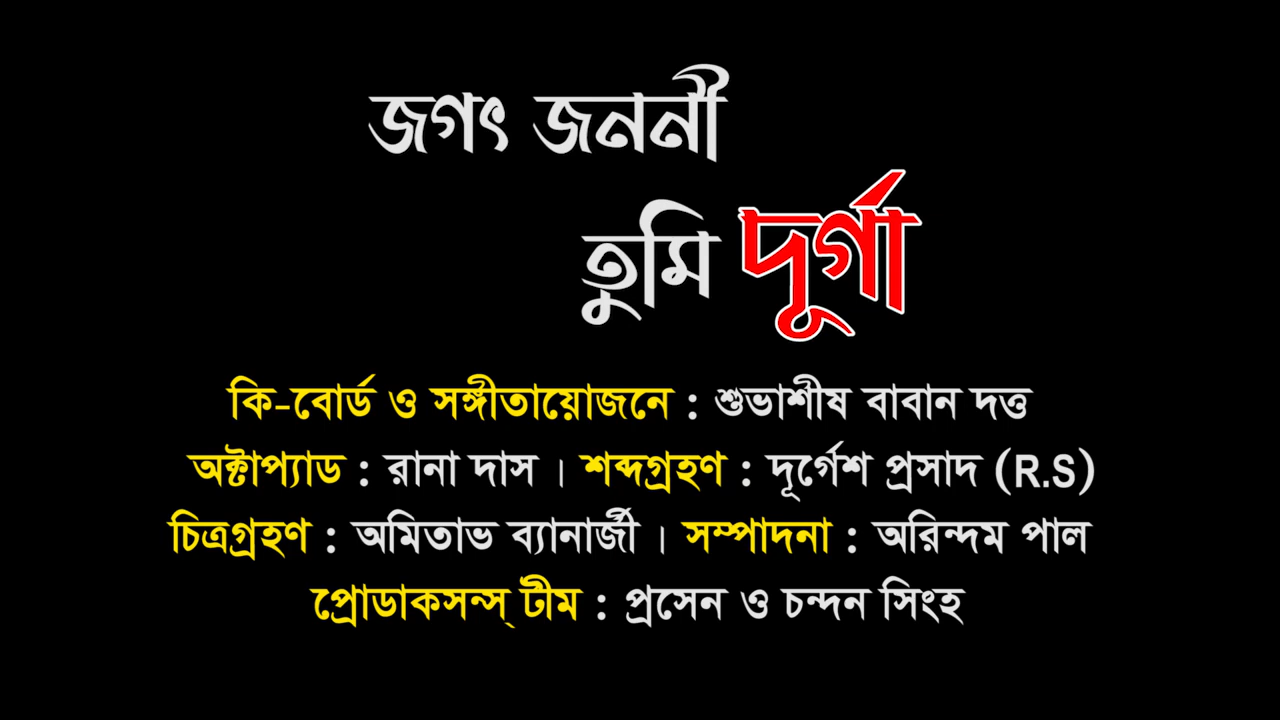 জগৎ জননী
তুমি দূর্গা
কি-বোর্ড ও সঙ্গীতায়োজনে : শুভাশীষ বাবান দত্ত
অক্টাপ্যাড : রানা দাস । শব্দগ্রহণ : দূর্গেশ প্রসাদ (R.S)
চিত্রগ্রহণ : অমিতাভ ব্যানার্জী । সম্পাদনা : অরিন্দম পাল
প্রোডাকসন্স্ টীম : প্রসেন ও চন্দন সিংহ